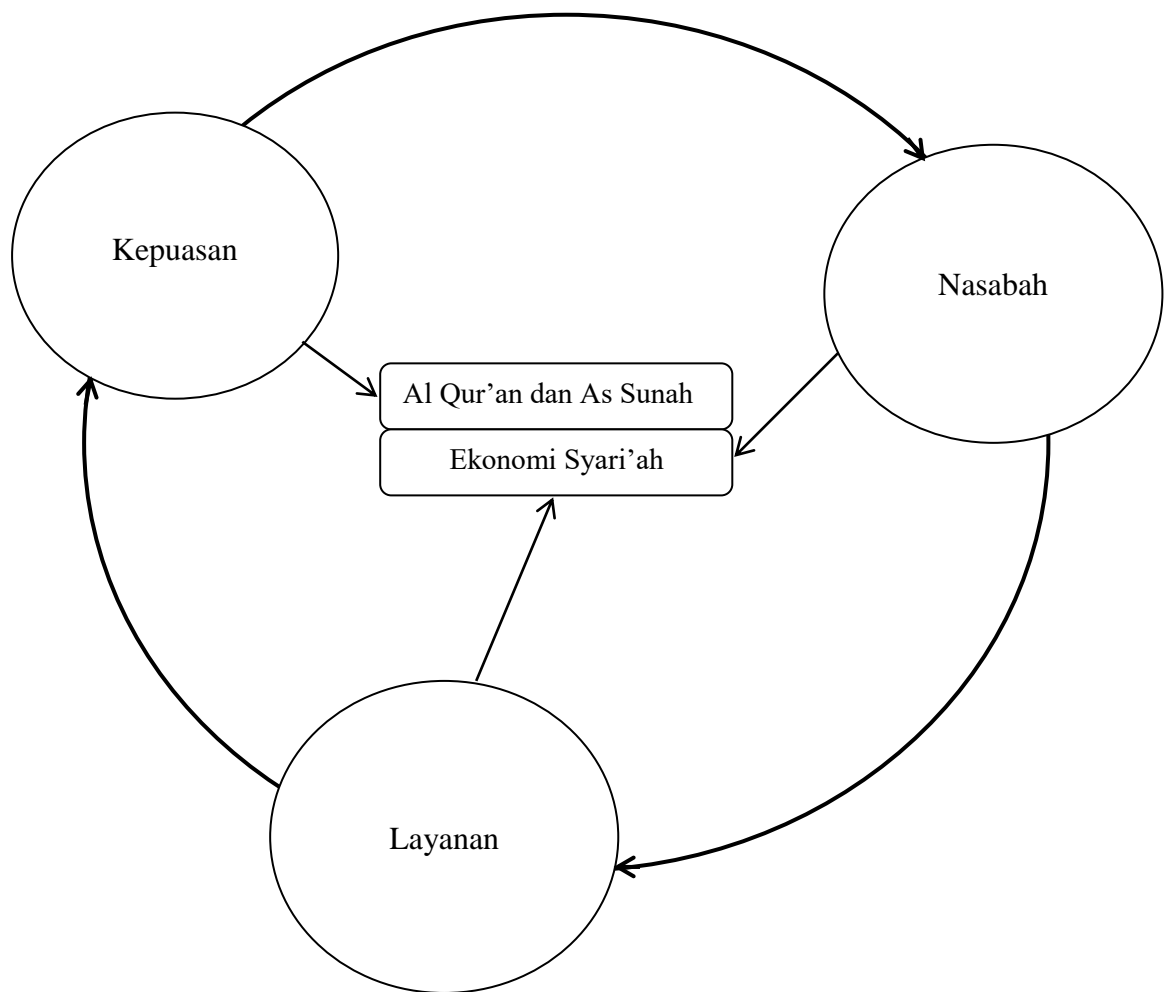 Kepuasan
Nasabah
Al Qur’an dan As Sunah
Ekonomi Syari’ah
Layanan